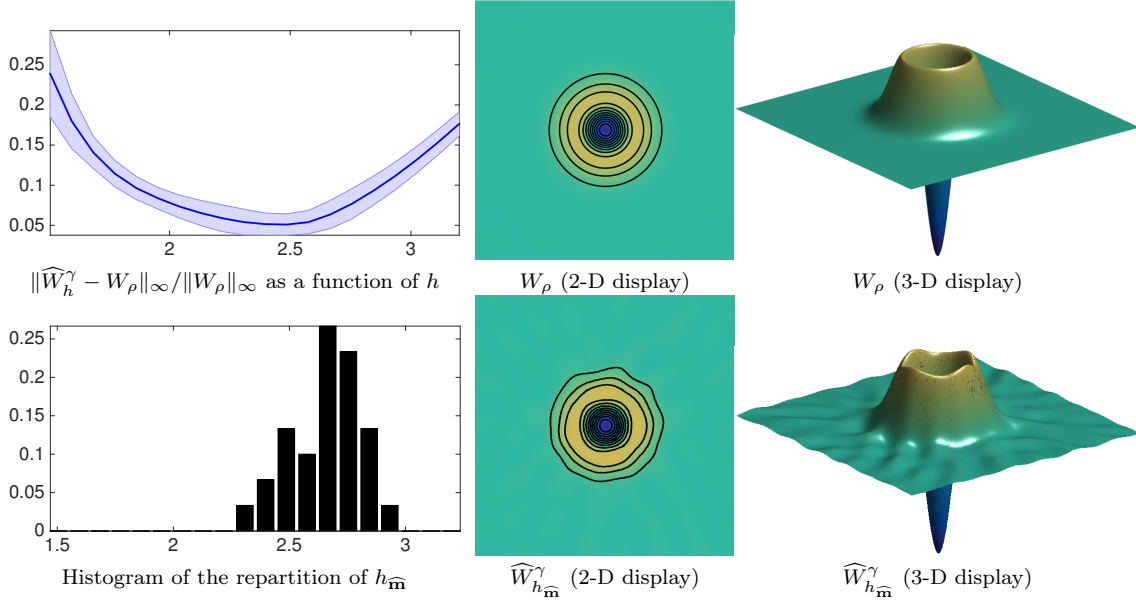 0.25
0.2
0.15
0.1
0.05
2 2.5 3
‖Ŵ_h^γ − W_ρ‖_∞/‖W_ρ‖_∞ as a function of h
W_ρ (2-D display)
W_ρ (3-D display)
0.25
0.2
0.15
0.1
0.05
0
1.5 2 2.5 3
Histogram of the repartition of h_m̂
Ŵ^γ_{h_m̂} (2-D display)
Ŵ^γ_{h_m̂} (3-D display)